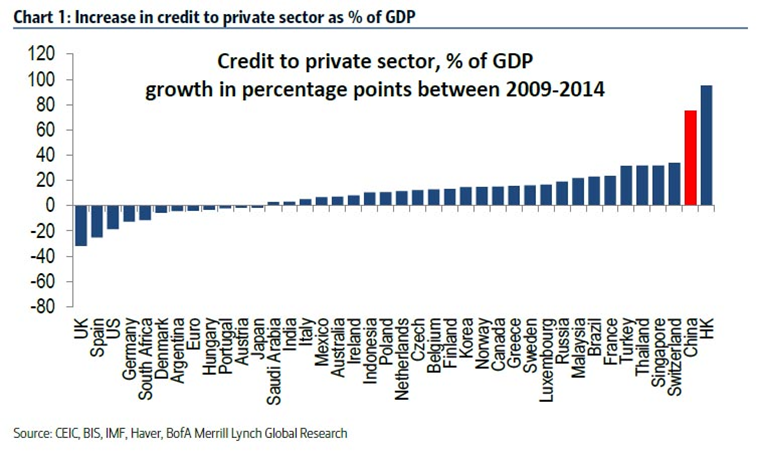 Chart 1: Increase in credit to private sector as % of GDP
Credit to private sector, % of GDP
growth in percentage points between 2009-2014
120
100
80
60
40
20
0
-20
-40
-60
-80
UK
Spain
US
Germany
South Africa
Denmark
Argentina
Euro
Hungary
Portugal
Austria
Japan
Saudi Arabia
India
Italy
Mexico
Australia
Ireland
Indonesia
Poland
Netherlands
Czech
Belgium
Finland
Korea
Norway
Canada
Greece
Sweden
Luxembourg
Russia
Malaysia
Brazil
France
Turkey
Thailand
Singapore
Switzerland
China
HK
Source: CEIC, BIS, IMF, Haver, BofA Merrill Lynch Global Research